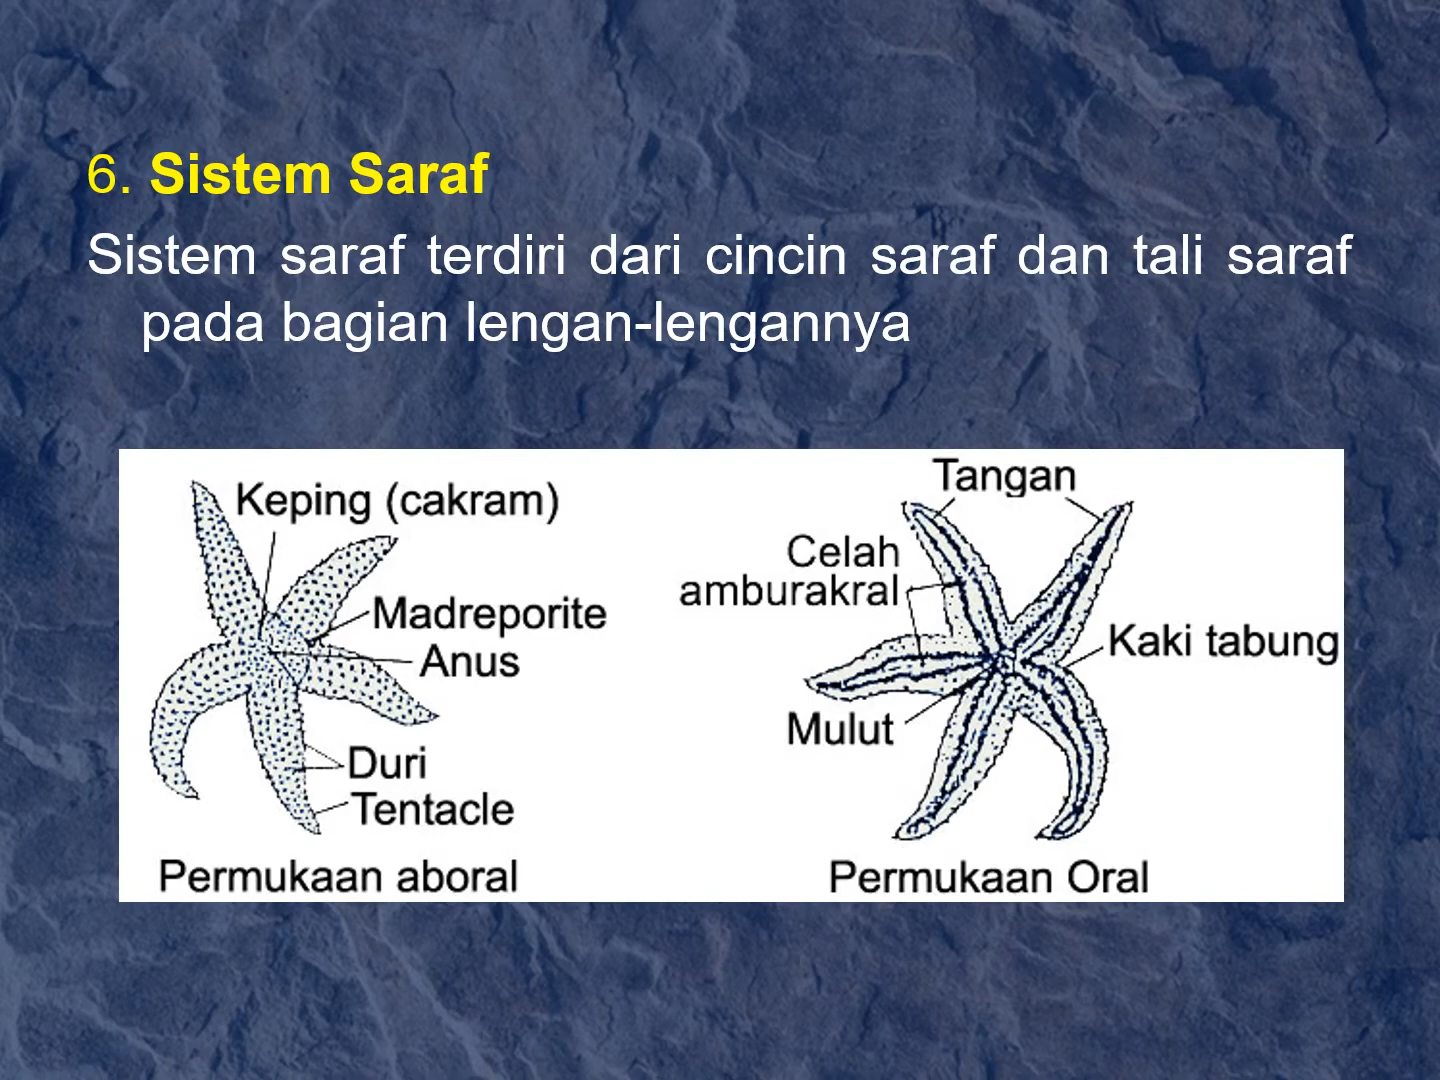 6. Sistem Saraf
Sistem saraf terdiri dari cincin saraf dan tali saraf
pada bagian lengan-lengannya
Keping (cakram)
Madreporite
Anus
Duri
Tentacle
Permukaan aboral
Tangan
Celah
amburakral
Kaki tabung
Mulut
Permukaan Oral